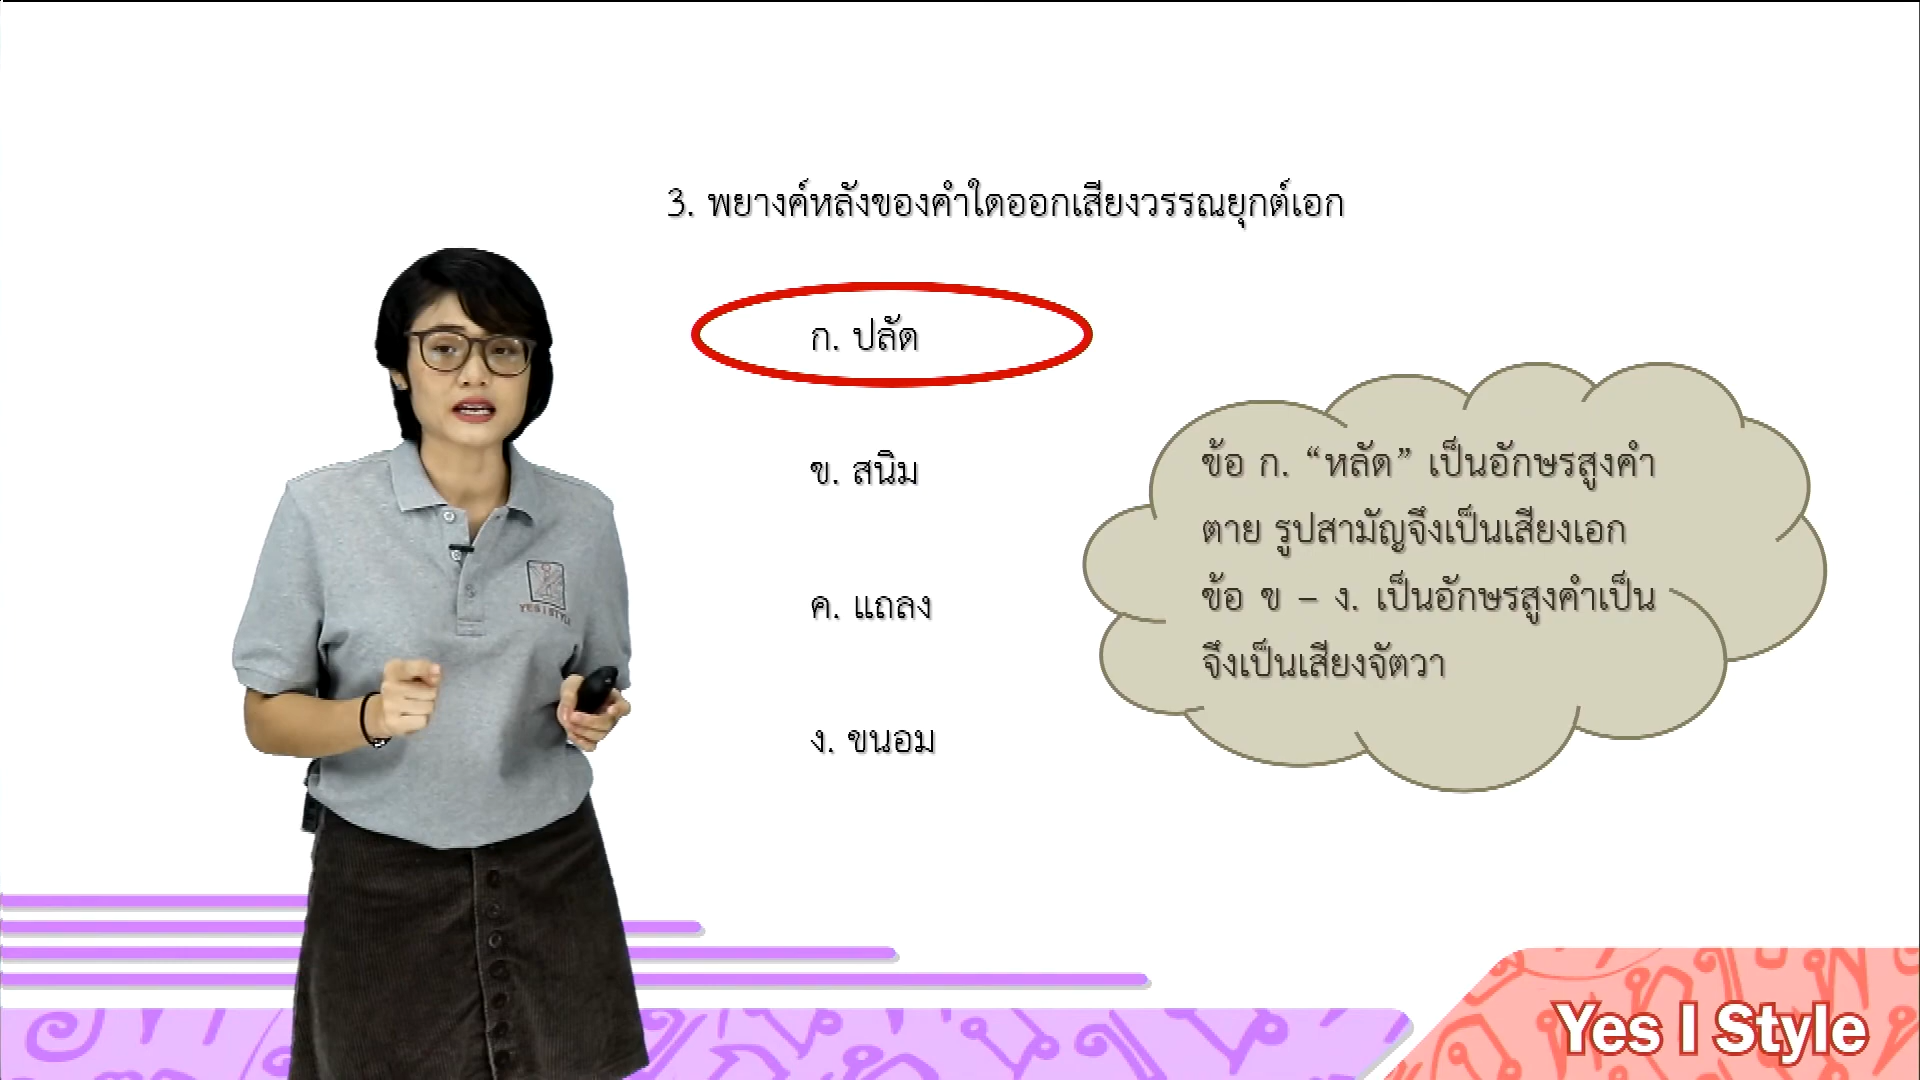 3. พยางค์หลังของคำใดออกเสียงวรรณยุกต์เอก
ก. ปลัด
ข. สนิม
ค. แถลง
ง. ขนอม
ข้อ ก. “หลัด” เป็นอักษรสูงคำ
ตาย รูปสามัญจึงเป็นเสียงเอก
ข้อ ข – ง. เป็นอักษรสูงคำเป็น
จึงเป็นเสียงจัตวา
YES I STYLE
Yes I Style